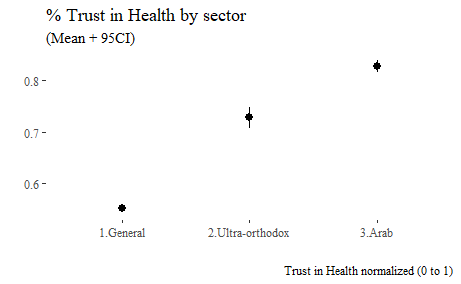 % Trust in Health by sector
(Mean + 95CI)
0.8
0.7
0.6
1.General 2.Ultra-orthodox 3.Arab
Trust in Health normalized (0 to 1)